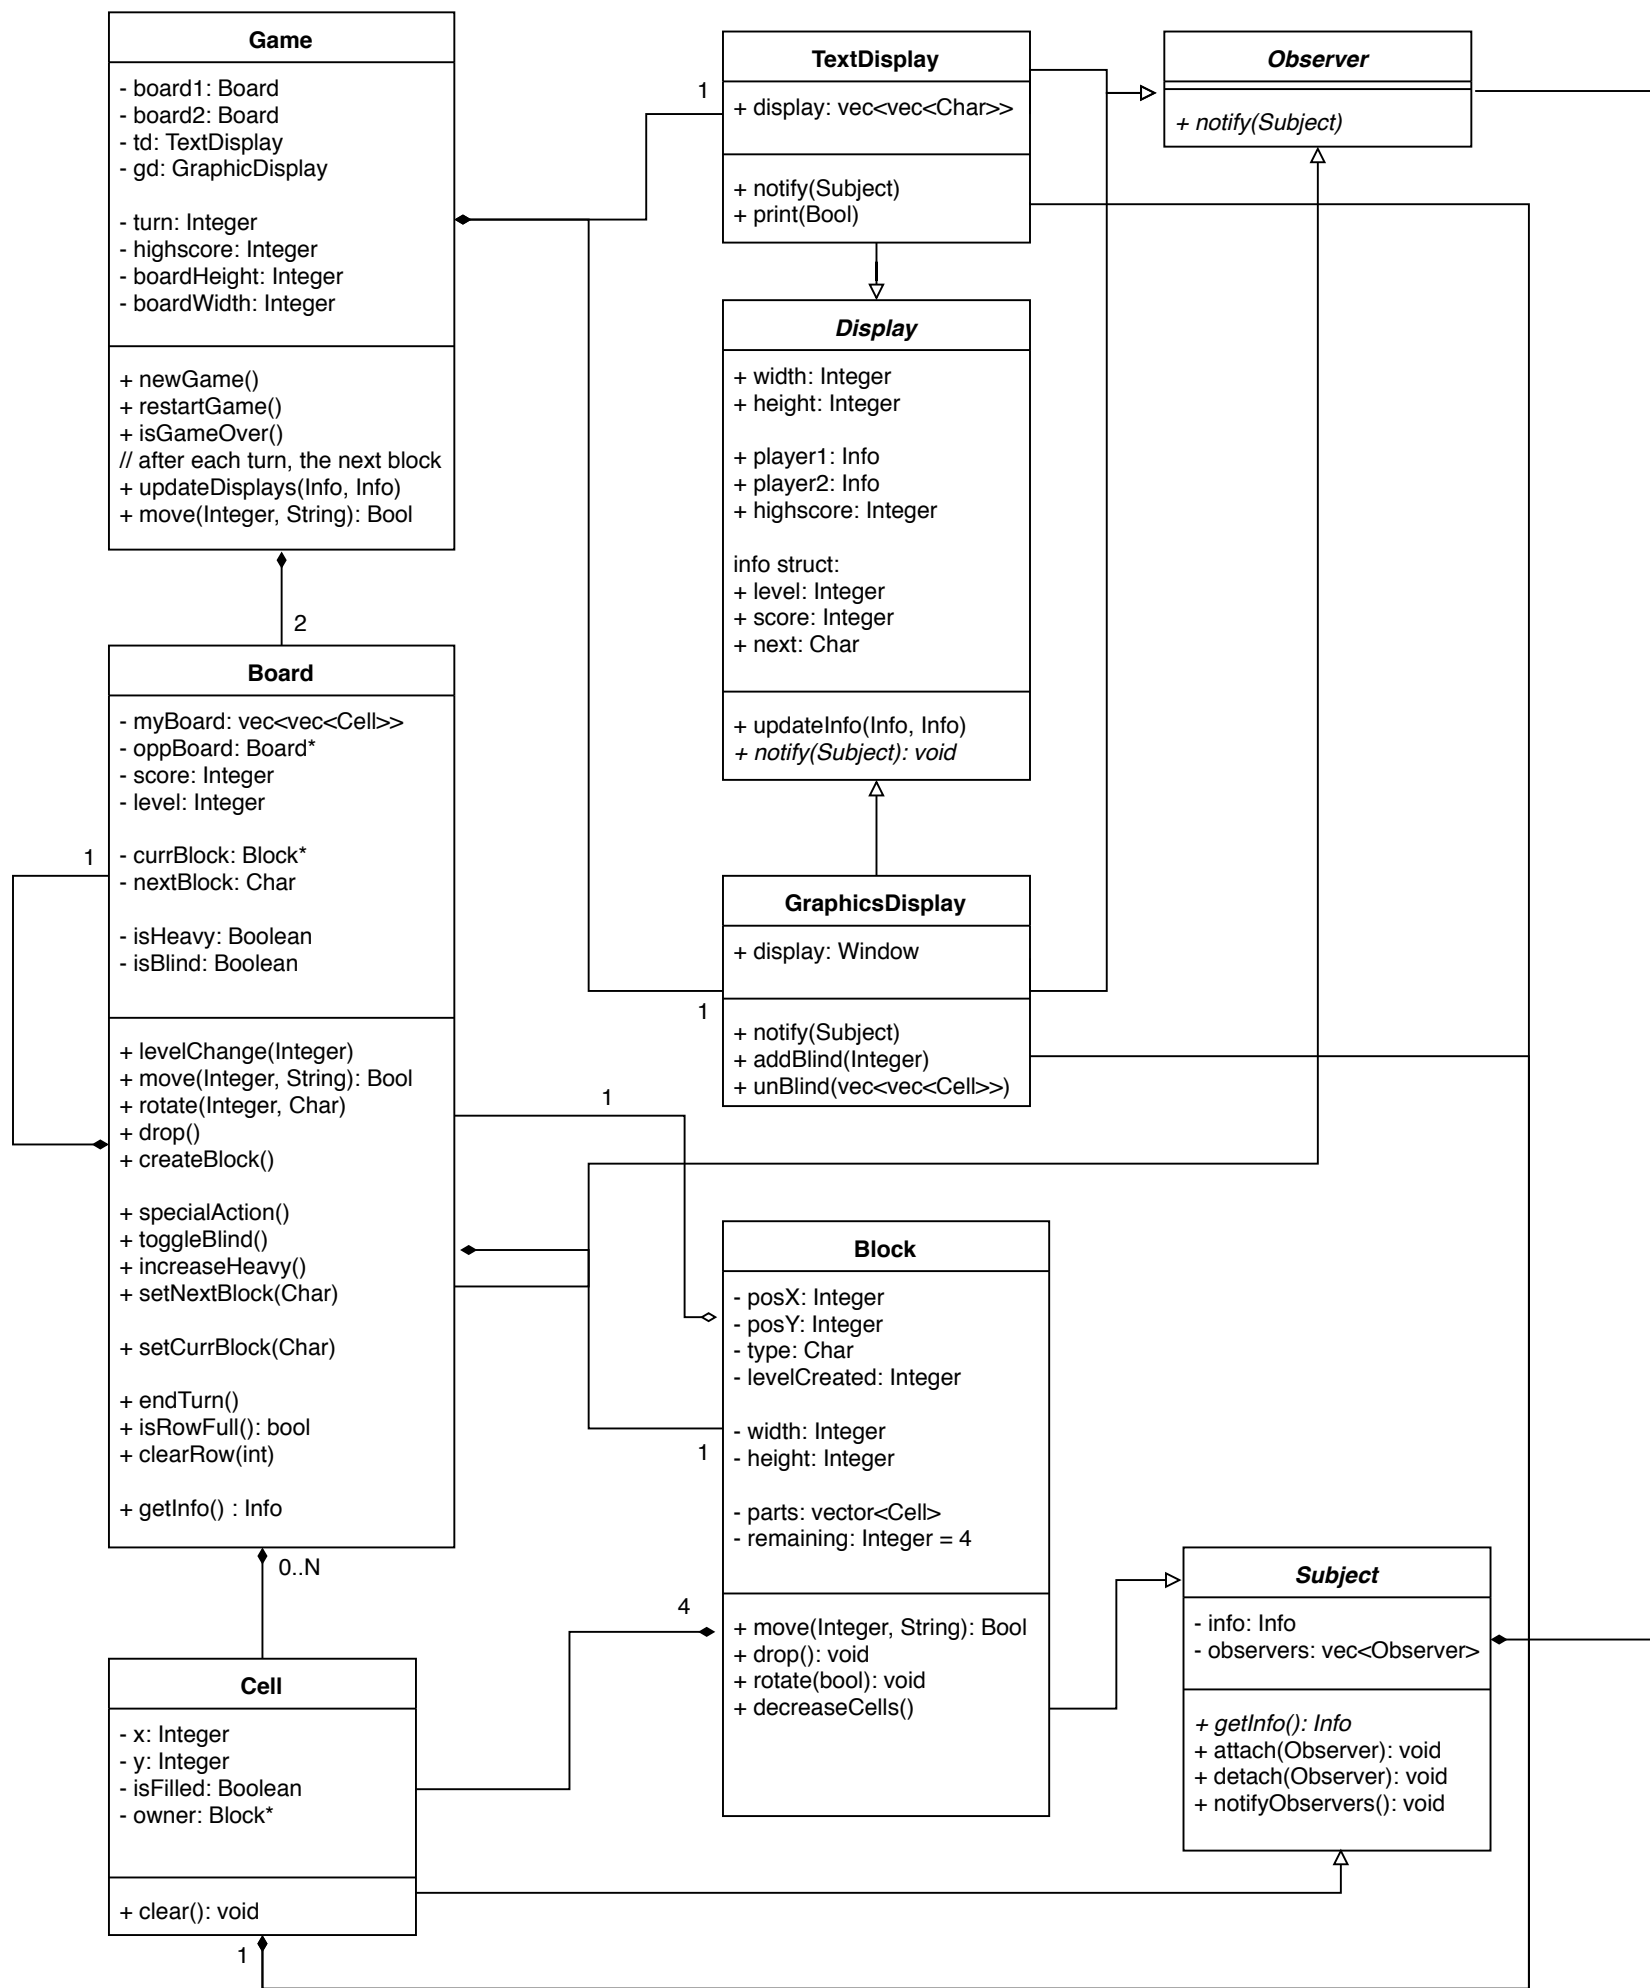 Game
- board1: Board
- board2: Board
- td: TextDisplay
- gd: GraphicDisplay
- turn: Integer
- highscore: Integer
- boardHeight: Integer
- boardWidth: Integer
+ newGame()
+ restartGame()
+ isGameOver()
// after each turn, the next block
+ updateDisplays(Info, Info)
+ move(Integer, String): Bool
1
TextDisplay
+ display: vec<vec<Char>>
+ notify(Subject)
+ print(Bool)
Observer
+ notify(Subject)
Display
+ width: Integer
+ height: Integer
+ player1: Info
+ player2: Info
+ highscore: Integer
info struct:
+ level: Integer
+ score: Integer
+ next: Char
+ updateInfo(Info, Info)
+ notify(Subject): void
2
Board
- myBoard: vec<vec<Cell>>
- oppBoard: Board*
- score: Integer
- level: Integer
- currBlock: Block*
- nextBlock: Char
- isHeavy: Boolean
- isBlind: Boolean
+ levelChange(Integer)
+ move(Integer, String): Bool
+ rotate(Integer, Char)
+ drop()
+ createBlock()
+ specialAction()
+ toggleBlind()
+ increaseHeavy()
+ setNextBlock(Char)
+ setCurrBlock(Char)
+ endTurn()
+ isRowFull(): bool
+ clearRow(int)
+ getInfo() : Info
1
GraphicsDisplay
+ display: Window
+ notify(Subject)
+ addBlind(Integer)
+ unBlind(vec<vec<Cell>>)
1
1
Block
- posX: Integer
- posY: Integer
- type: Char
- levelCreated: Integer
- width: Integer
- height: Integer
- parts: vector<Cell>
- remaining: Integer = 4
+ move(Integer, String): Bool
+ drop(): void
+ rotate(bool): void
+ decreaseCells()
1
0..N
4
Subject
- info: Info
- observers: vec<Observer>
+ getInfo(): Info
+ attach(Observer): void
+ detach(Observer): void
+ notifyObservers(): void
Cell
- x: Integer
- y: Integer
- isFilled: Boolean
- owner: Block*
+ clear(): void
1